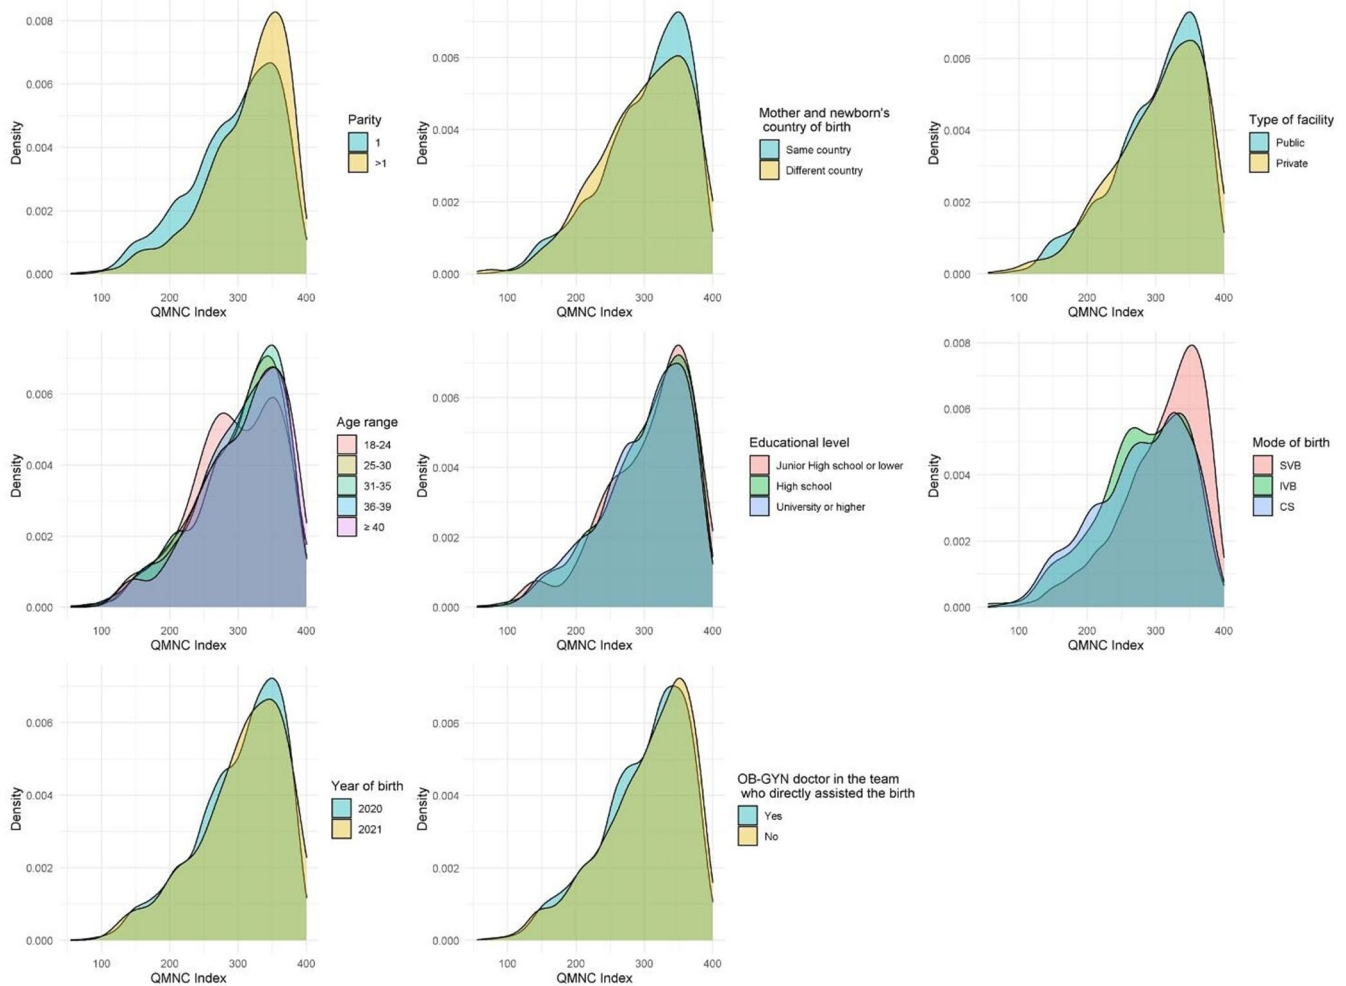 0.008
0.006
0.004
0.002
0.000
Density
100 200 300 400
QMNC Index
Parity
1
>1
0.006
0.004
0.002
0.000
Density
100 200 300 400
QMNC Index
Mother and newborn's
country of birth
Same country
Different country
0.006
0.004
0.002
0.000
Density
100 200 300 400
QMNC Index
Type of facility
Public
Private
0.006
0.004
0.002
0.000
Density
100 200 300 400
QMNC Index
Age range
18-24
25-30
31-35
36-39
≥ 40
0.006
0.004
0.002
0.000
Density
100 200 300 400
QMNC Index
Educational level
Junior High school or lower
High school
University or higher
0.008
0.006
0.004
0.002
0.000
Density
100 200 300 400
QMNC Index
Mode of birth
SVB
IVB
CS
0.006
0.004
0.002
0.000
Density
100 200 300 400
QMNC Index
Year of birth
2020
2021
0.006
0.004
0.002
0.000
Density
100 200 300 400
QMNC Index
OB-GYN doctor in the team
who directly assisted the birth
Yes
No